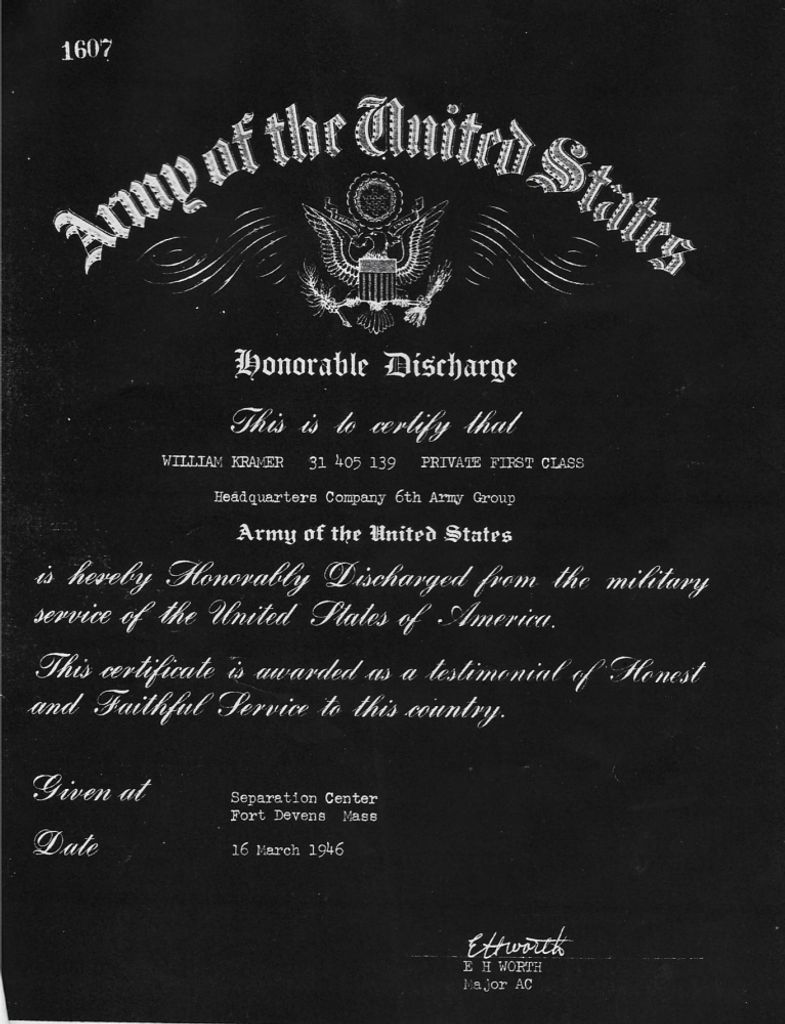 1607
Army of the United States
Honorable Discharge
This is to certify that
WILLIAM KRAMER 31 405 139 PRIVATE FIRST CLASS
Headquarters Company 6th Army Group
Army of the United States
is hereby Honorably Discharged from the military
service of the United States of America.
This certificate is awarded as a testimonial of Honest
and Faithful Service to this country.
Given at Separation Center
Fort Devens Mass
Date 16 March 1946
EHWorth
E H WORTH
Major AC